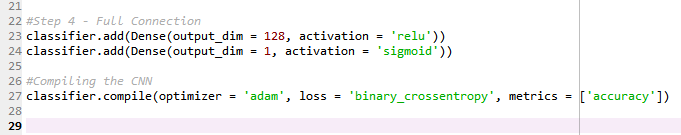 21
22 #Step 4 - Full Connection
23 classifier.add(Dense(output_dim = 128, activation = 'relu'))
24 classifier.add(Dense(output_dim = 1, activation = 'sigmoid'))
25
26 #Compiling the CNN
27 classifier.compile(optimizer = 'adam', loss = 'binary_crossentropy', metrics = ['accuracy'])
28
29